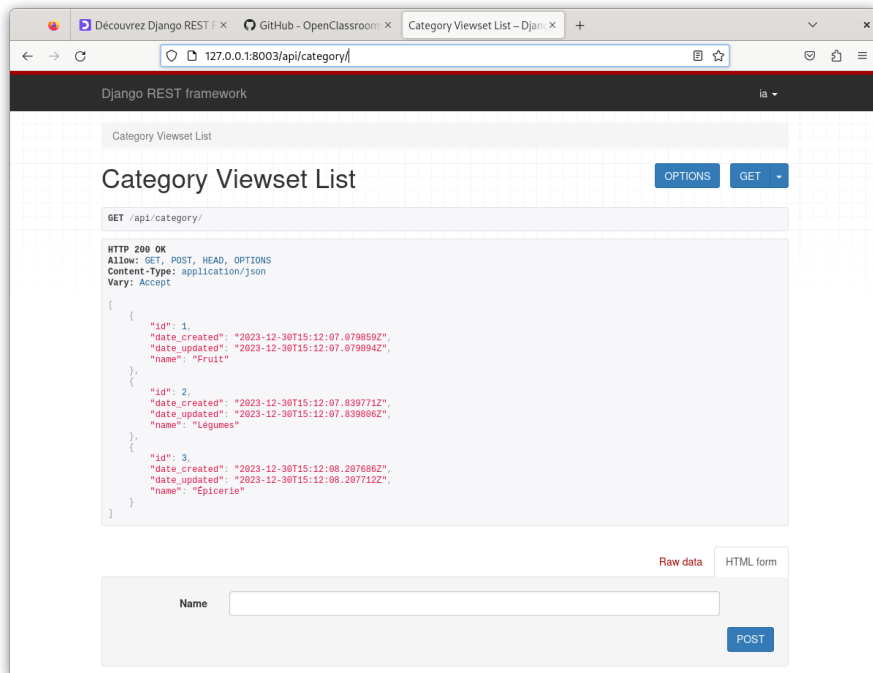 Découvrez Django REST F
GitHub - OpenClassroom
Category Viewset List – Djan
127.0.0.1:8003/api/category/
Django REST framework
ia
Category Viewset List
Category Viewset List
OPTIONS
GET
GET /api/category/
HTTP 200 OK
Allow: GET, POST, HEAD, OPTIONS
Content-Type: application/json
Vary: Accept
[
{
"id": 1,
"date_created": "2023-12-30T15:12:07.079859Z",
"date_updated": "2023-12-30T15:12:07.079894Z",
"name": "Fruit"
},
{
"id": 2,
"date_created": "2023-12-30T15:12:07.839771Z",
"date_updated": "2023-12-30T15:12:07.839806Z",
"name": "Légumes"
},
{
"id": 3,
"date_created": "2023-12-30T15:12:08.207686Z",
"date_updated": "2023-12-30T15:12:08.207712Z",
"name": "Épicerie"
}
]
Raw data
HTML form
Name
POST